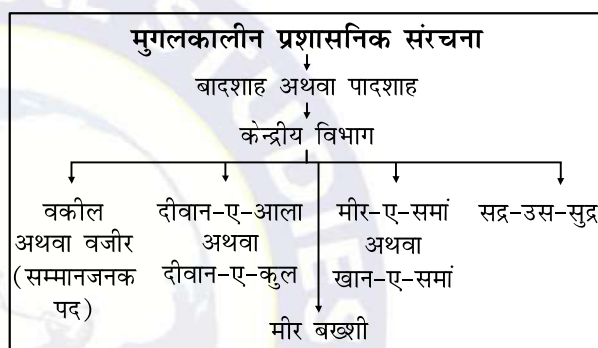 मुगलकालीन प्रशासनिक संरचना
बादशाह अथवा पादशाह
केन्द्रीय विभाग
वकील
अथवा वजीर
(सम्मानजनक
पद)
दीवान-ए-आला
अथवा
दीवान-ए-कुल
मीर बख्शी
मीर-ए-समां
अथवा
खान-ए-समां
सद्र-उस-सुद्र